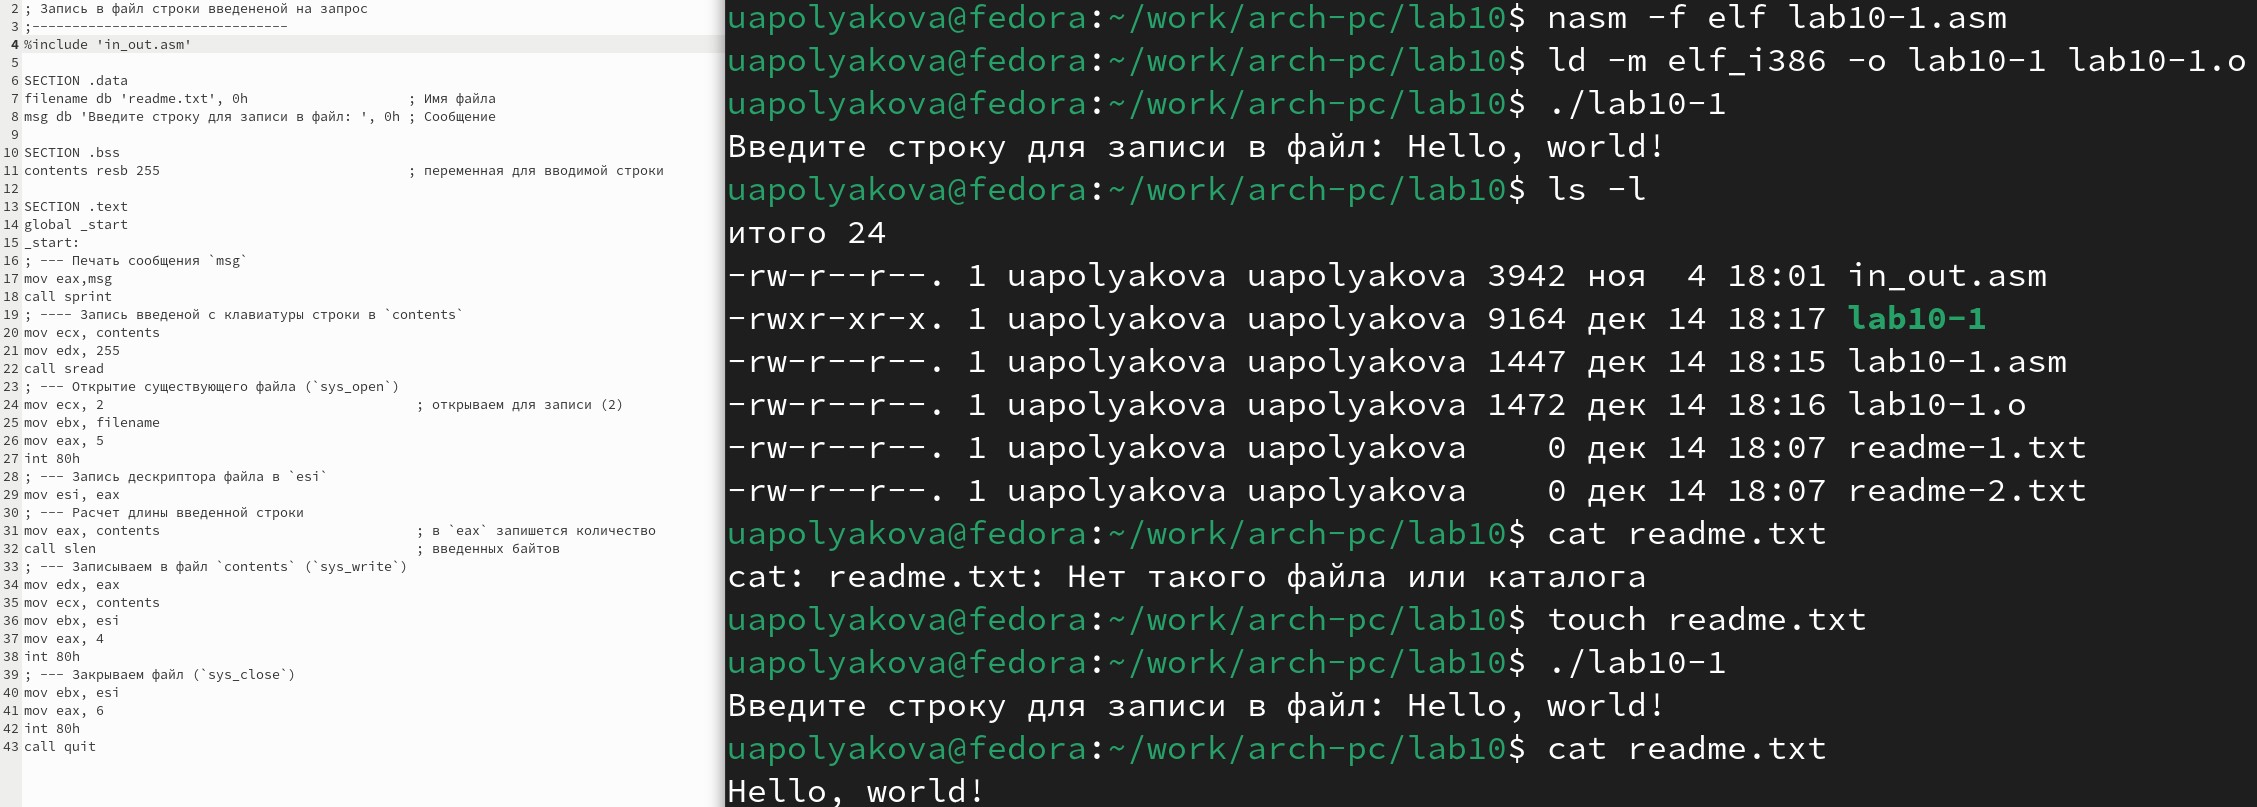 2 ; Запись в файл строки введененой на запрос
3 ;--------------------------------
4 %include 'in_out.asm'
5
6 SECTION .data
7 filename db 'readme.txt', 0h ; Имя файла
8 msg db 'Введите строку для записи в файл: ', 0h ; Сообщение
9
10 SECTION .bss
11 contents resb 255 ; переменная для вводимой строки
12
13 SECTION .text
14 global _start
15 _start:
16 ; --- Печать сообщения `msg`
17 mov eax,msg
18 call sprint
19 ; ---- Запись введеной с клавиатуры строки в `contents`
20 mov ecx, contents
21 mov edx, 255
22 call sread
23 ; --- Открытие существующего файла (`sys_open`)
24 mov ecx, 2 ; открываем для записи (2)
25 mov ebx, filename
26 mov eax, 5
27 int 80h
28 ; --- Запись дескриптора файла в `esi`
29 mov esi, eax
30 ; --- Расчет длины введенной строки
31 mov eax, contents ; в `eax` запишется количество
32 call slen ; введенных байтов
33 ; --- Записываем в файл `contents` (`sys_write`)
34 mov edx, eax
35 mov ecx, contents
36 mov ebx, esi
37 mov eax, 4
38 int 80h
39 ; --- Закрываем файл (`sys_close`)
40 mov ebx, esi
41 mov eax, 6
42 int 80h
43 call quit
uapolyakova@fedora:~/work/arch-pc/lab10$ nasm -f elf lab10-1.asm
uapolyakova@fedora:~/work/arch-pc/lab10$ ld -m elf_i386 -o lab10-1 lab10-1.o
uapolyakova@fedora:~/work/arch-pc/lab10$ ./lab10-1
Введите строку для записи в файл: Hello, world!
uapolyakova@fedora:~/work/arch-pc/lab10$ ls -l
итого 24
-rw-r--r--. 1 uapolyakova uapolyakova 3942 ноя  4 18:01 in_out.asm
-rwxr-xr-x. 1 uapolyakova uapolyakova 9164 дек 14 18:17 lab10-1
-rw-r--r--. 1 uapolyakova uapolyakova 1447 дек 14 18:15 lab10-1.asm
-rw-r--r--. 1 uapolyakova uapolyakova 1472 дек 14 18:16 lab10-1.o
-rw-r--r--. 1 uapolyakova uapolyakova    0 дек 14 18:07 readme-1.txt
-rw-r--r--. 1 uapolyakova uapolyakova    0 дек 14 18:07 readme-2.txt
uapolyakova@fedora:~/work/arch-pc/lab10$ cat readme.txt
cat: readme.txt: Нет такого файла или каталога
uapolyakova@fedora:~/work/arch-pc/lab10$ touch readme.txt
uapolyakova@fedora:~/work/arch-pc/lab10$ ./lab10-1
Введите строку для записи в файл: Hello, world!
uapolyakova@fedora:~/work/arch-pc/lab10$ cat readme.txt
Hello, world!